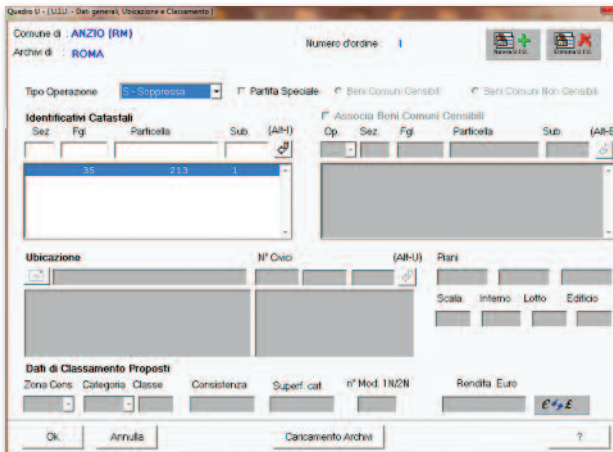 Quadro U - ( U.I.U. - Dati generali, Ubicazione e Classamento )
Comune di : ANZIO (RM)
Archivi di : ROMA
Numero d'ordine 1
Tipo Operazione S - Soppressa Partita Speciale Beni Comuni Censibili Beni Comuni Non Censibili
Identificativi Catastali
Sez Fgl Particella Sub. (Alt-I)
35 213 1
Associa Beni Comuni Censibili
Op. Sez. Fgl. Particella Sub.
Ubicazione N° Civici (Alt-U) Piani
Scala Interno Lotto Edificio
Dati di Classamento Proposti
Zona Cens Categoria Classe Consistenza Superf. cat n° Mod. 1N/2N Rendita Euro
Ok Annulla Caricamento Archivi ?